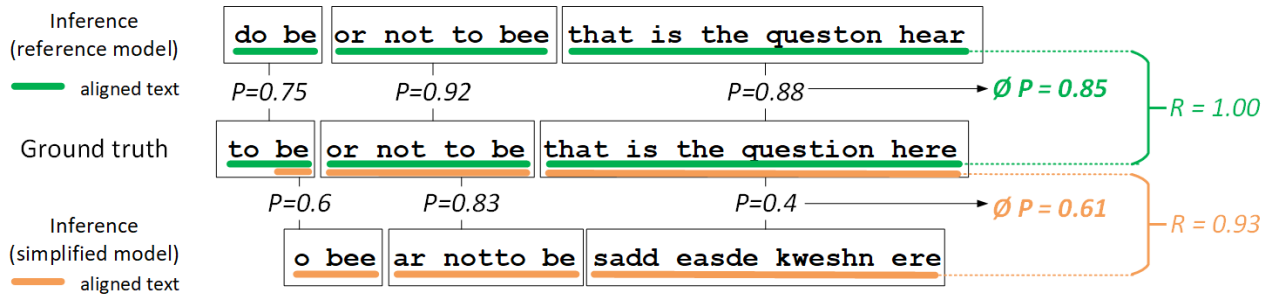 Inference
(reference model)
aligned text
do be or not to bee that is the queston hear
P=0.75 P=0.92 P=0.88 Ø P = 0.85
R = 1.00
Ground truth
to be or not to be that is the question here
P=0.6 P=0.83 P=0.4 Ø P = 0.61
R = 0.93
Inference
(simplified model)
aligned text
o bee ar notto be sadd easde kweshn ere